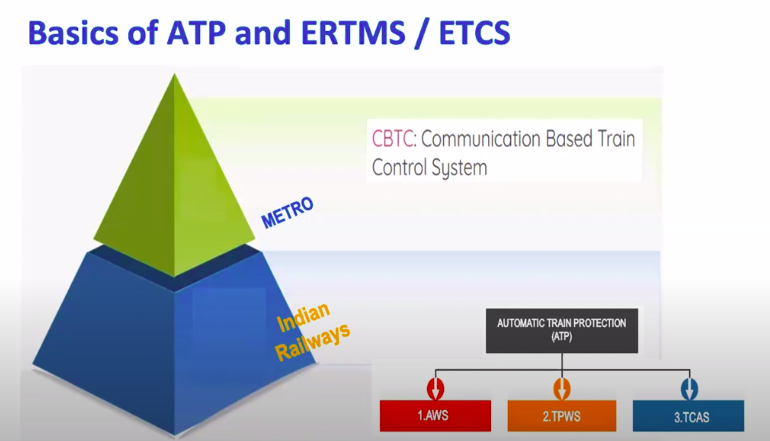 Basics of ATP and ERTMS / ETCS
CBTC: Communication Based Train
Control System
METRO
Indian
Railways
AUTOMATIC TRAIN PROTECTION
(ATP)
1.AWS
2.TPWS
3.TCAS